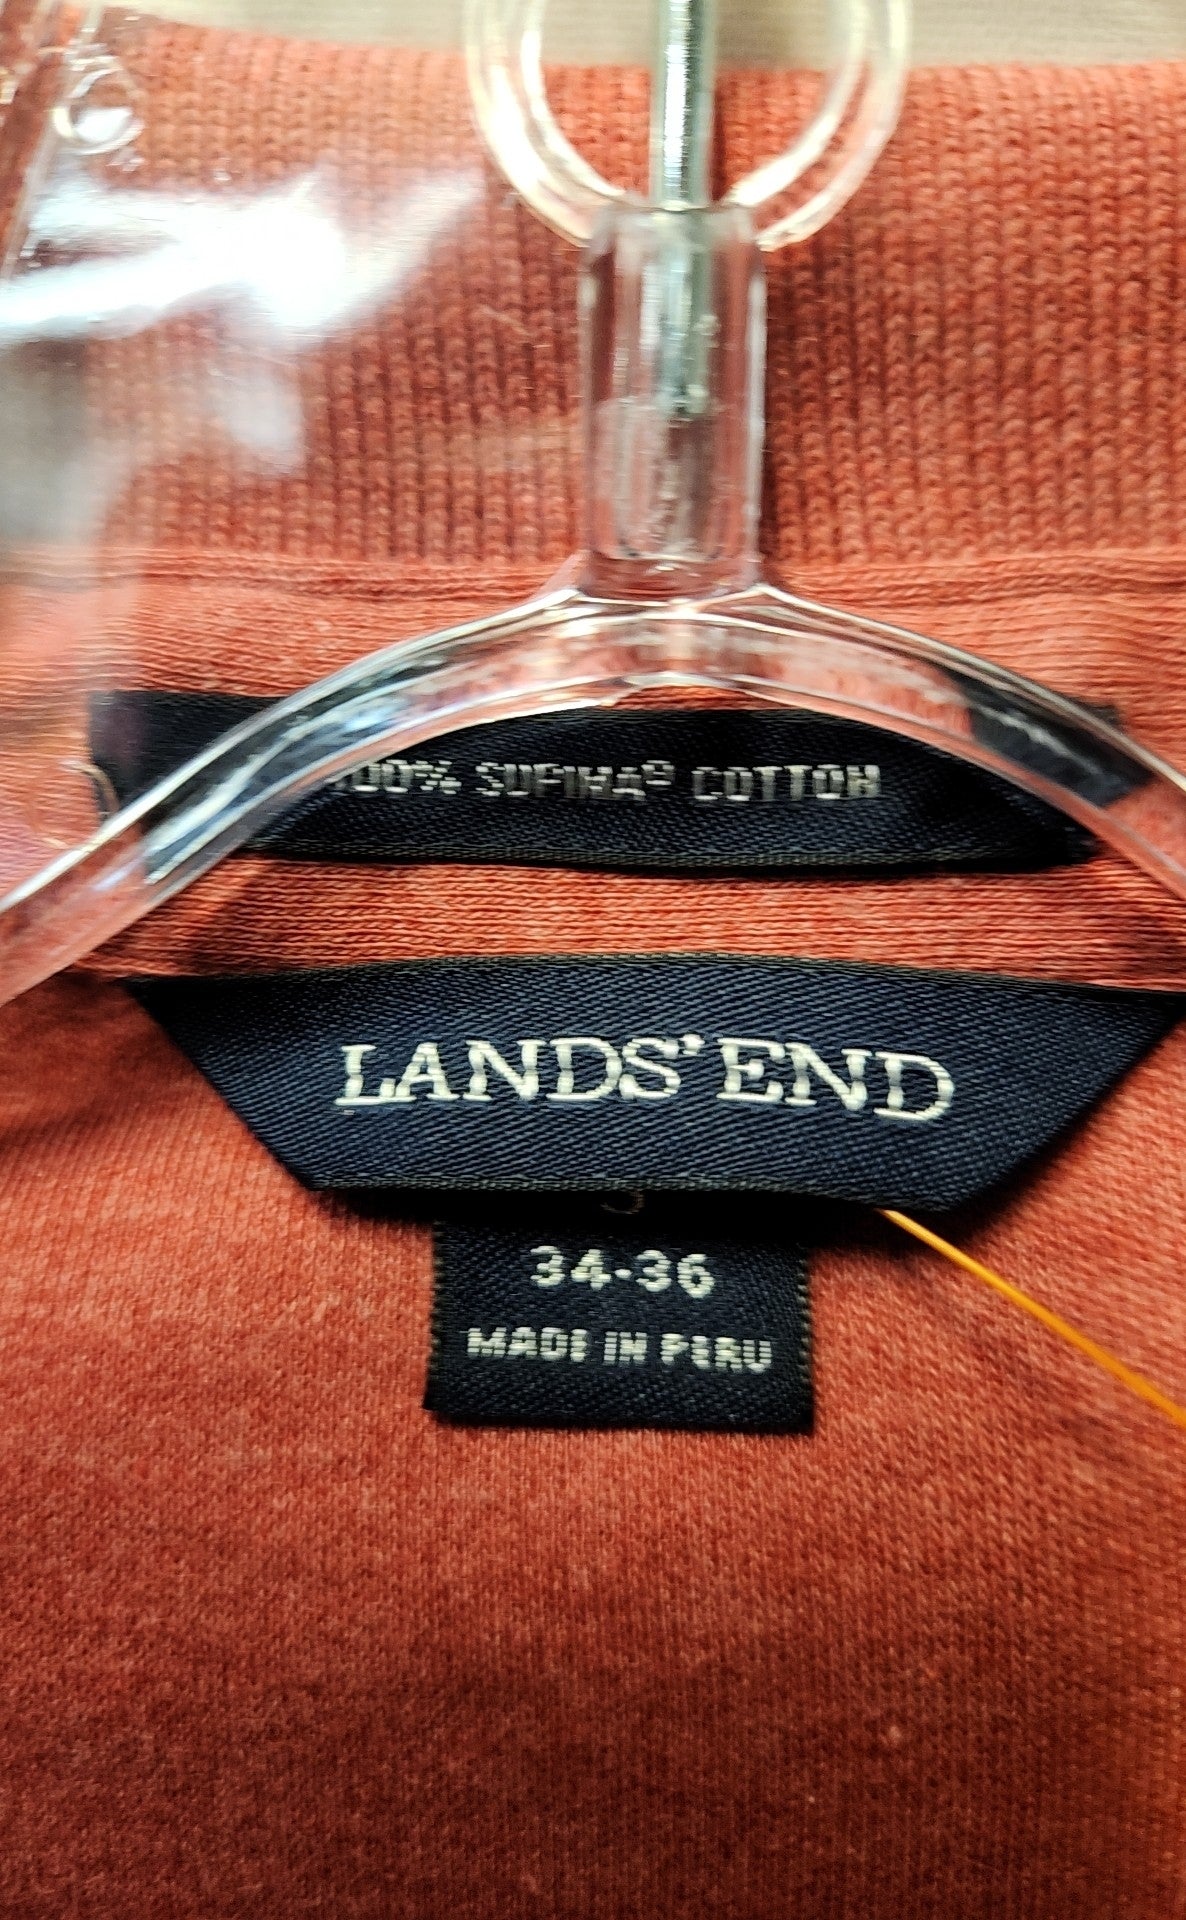 100% SUPIMA® COTTON
LANDS' END
34-36
MADE IN PERU